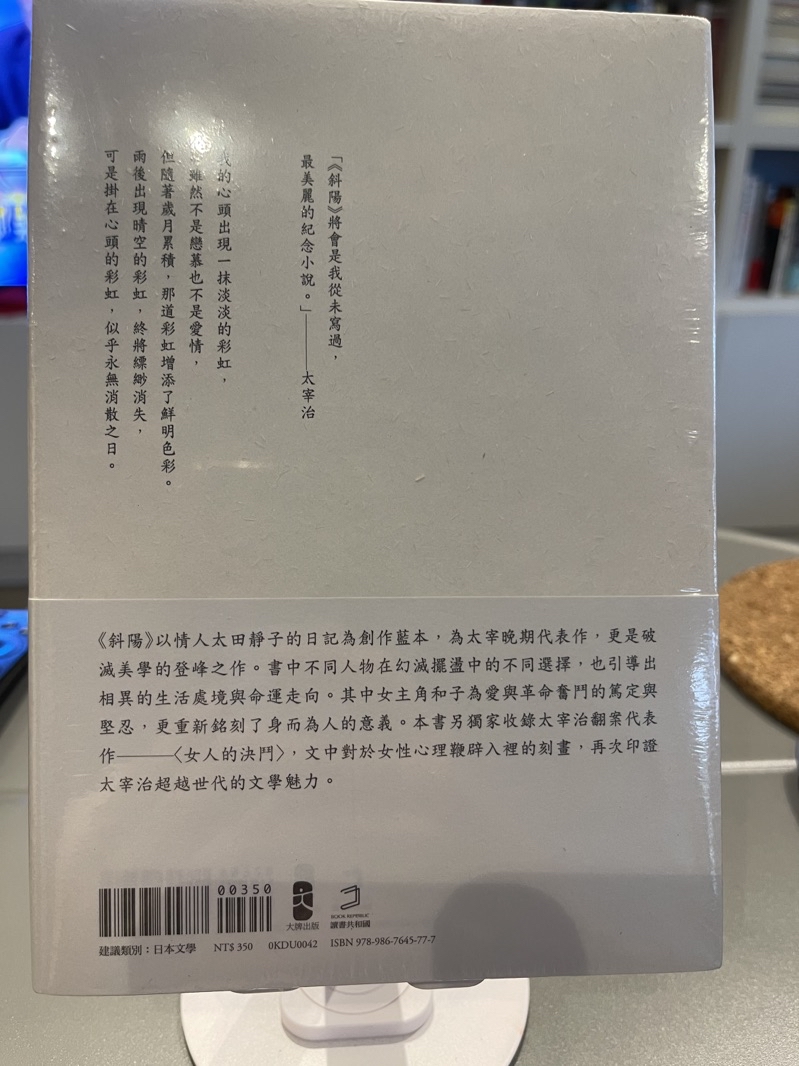 「《斜陽》將會是我從未寫過，
最美麗的紀念小說。」———太宰治
的心頭出現一抹淡淡的彩虹，
雖然不是戀慕也不是愛情，
但隨著歲月累積，那道彩虹增添了鮮明色彩。
雨後出現晴空的彩虹，終將縹緲消失，
可是掛在心頭的彩虹，似乎永無消散之日。
《斜陽》以情人太田靜子的日記為創作藍本，為太宰晚期代表作，更是破
滅美學的登峰之作。書中不同人物在幻滅擺盪中的不同選擇，也引導出
相異的生活處境與命運走向。其中女主角和子為愛與革命奮鬥的篤定與
堅忍，更重新銘刻了身而為人的意義。本書另獨家收錄太宰治翻案代表
作———〈女人的決鬥〉，文中對於女性心理鞭辟入裡的刻畫，再次印證
太宰治超越世代的文學魅力。
00350
大牌出版
BOOK REPUBLIC
讀書共和國
建議類別：日本文學 NT$ 350 0KDU0042 ISBN 978-986-7645-77-7